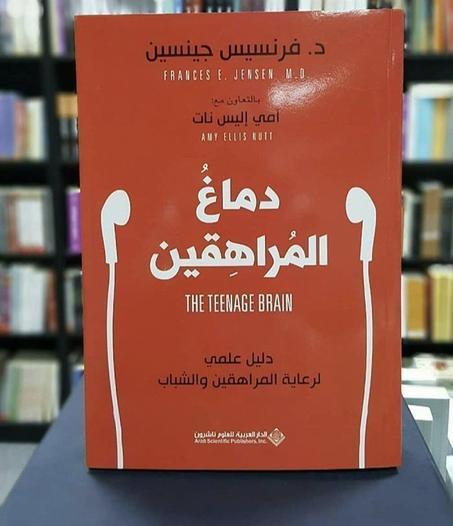 د. فرنسيس جينسين
FRANCES E. JENSEN, M.D
بالتعاون مع:
آمي إليس نات
AMY ELLIS NUTT
دماغُ
المُراهِقين
THE TEENAGE BRAIN
دليل علمي
لرعاية المراهقين والشباب
الدار العربية للعلوم ناشرون
Arab Scientific Publishers, Inc.